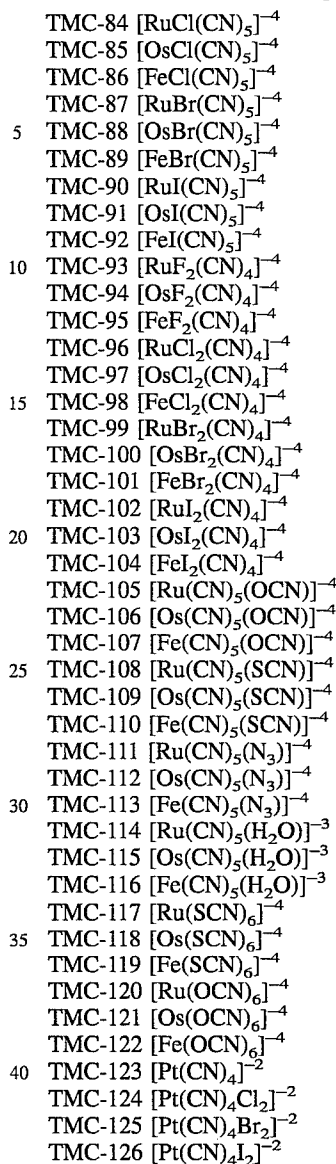 TMC-84 [RuCl(CN)₅]⁻⁴
TMC-85 [OsCl(CN)₅]⁻⁴
TMC-86 [FeCl(CN)₅]⁻⁴
TMC-87 [RuBr(CN)₅]⁻⁴
5 TMC-88 [OsBr(CN)₅]⁻⁴
TMC-89 [FeBr(CN)₅]⁻⁴
TMC-90 [RuI(CN)₅]⁻⁴
TMC-91 [OsI(CN)₅]⁻⁴
TMC-92 [FeI(CN)₅]⁻⁴
10 TMC-93 [RuF₂(CN)₄]⁻⁴
TMC-94 [OsF₂(CN)₄]⁻⁴
TMC-95 [FeF₂(CN)₄]⁻⁴
TMC-96 [RuCl₂(CN)₄]⁻⁴
TMC-97 [OsCl₂(CN)₄]⁻⁴
15 TMC-98 [FeCl₂(CN)₄]⁻⁴
TMC-99 [RuBr₂(CN)₄]⁻⁴
TMC-100 [OsBr₂(CN)₄]⁻⁴
TMC-101 [FeBr₂(CN)₄]⁻⁴
TMC-102 [RuI₂(CN)₄]⁻⁴
20 TMC-103 [OsI₂(CN)₄]⁻⁴
TMC-104 [FeI₂(CN)₄]⁻⁴
TMC-105 [Ru(CN)₅(OCN)]⁻⁴
TMC-106 [Os(CN)₅(OCN)]⁻⁴
TMC-107 [Fe(CN)₅(OCN)]⁻⁴
25 TMC-108 [Ru(CN)₅(SCN)]⁻⁴
TMC-109 [Os(CN)₅(SCN)]⁻⁴
TMC-110 [Fe(CN)₅(SCN)]⁻⁴
TMC-111 [Ru(CN)₅(N₃)]⁻⁴
TMC-112 [Os(CN)₅(N₃)]⁻⁴
30 TMC-113 [Fe(CN)₅(N₃)]⁻⁴
TMC-114 [Ru(CN)₅(H₂O)]⁻³
TMC-115 [Os(CN)₅(H₂O)]⁻³
TMC-116 [Fe(CN)₅(H₂O)]⁻³
TMC-117 [Ru(SCN)₆]⁻⁴
35 TMC-118 [Os(SCN)₆]⁻⁴
TMC-119 [Fe(SCN)₆]⁻⁴
TMC-120 [Ru(OCN)₆]⁻⁴
TMC-121 [Os(OCN)₆]⁻⁴
TMC-122 [Fe(OCN)₆]⁻⁴
40 TMC-123 [Pt(CN)₄]⁻²
TMC-124 [Pt(CN)₄Cl₂]⁻²
TMC-125 [Pt(CN)₄Br₂]⁻²
TMC-126 [Pt(CN)₄I₂]⁻²